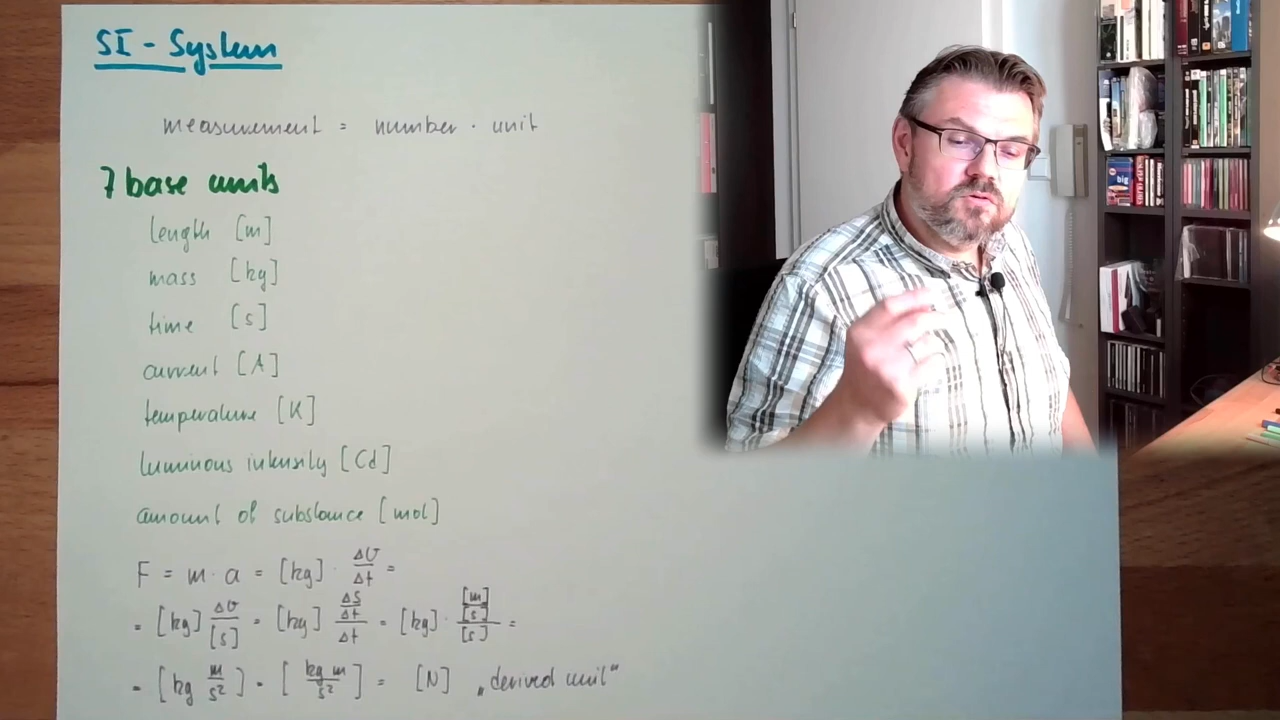 SI - System
measurement = number · unit
7 base units
length [m]
mass [kg]
time [s]
current [A]
temperature [K]
luminous intensity [Cd]
amount of substance [mol]
F = m · a = [kg] · Δv/Δt =
= [kg] Δv/[s] = [kg] (Δs/Δt)/Δt = [kg] · ([m]/[s])/[s] =
= [kg m/s²] = [kg m/s²] = [N] „derived unit“
big